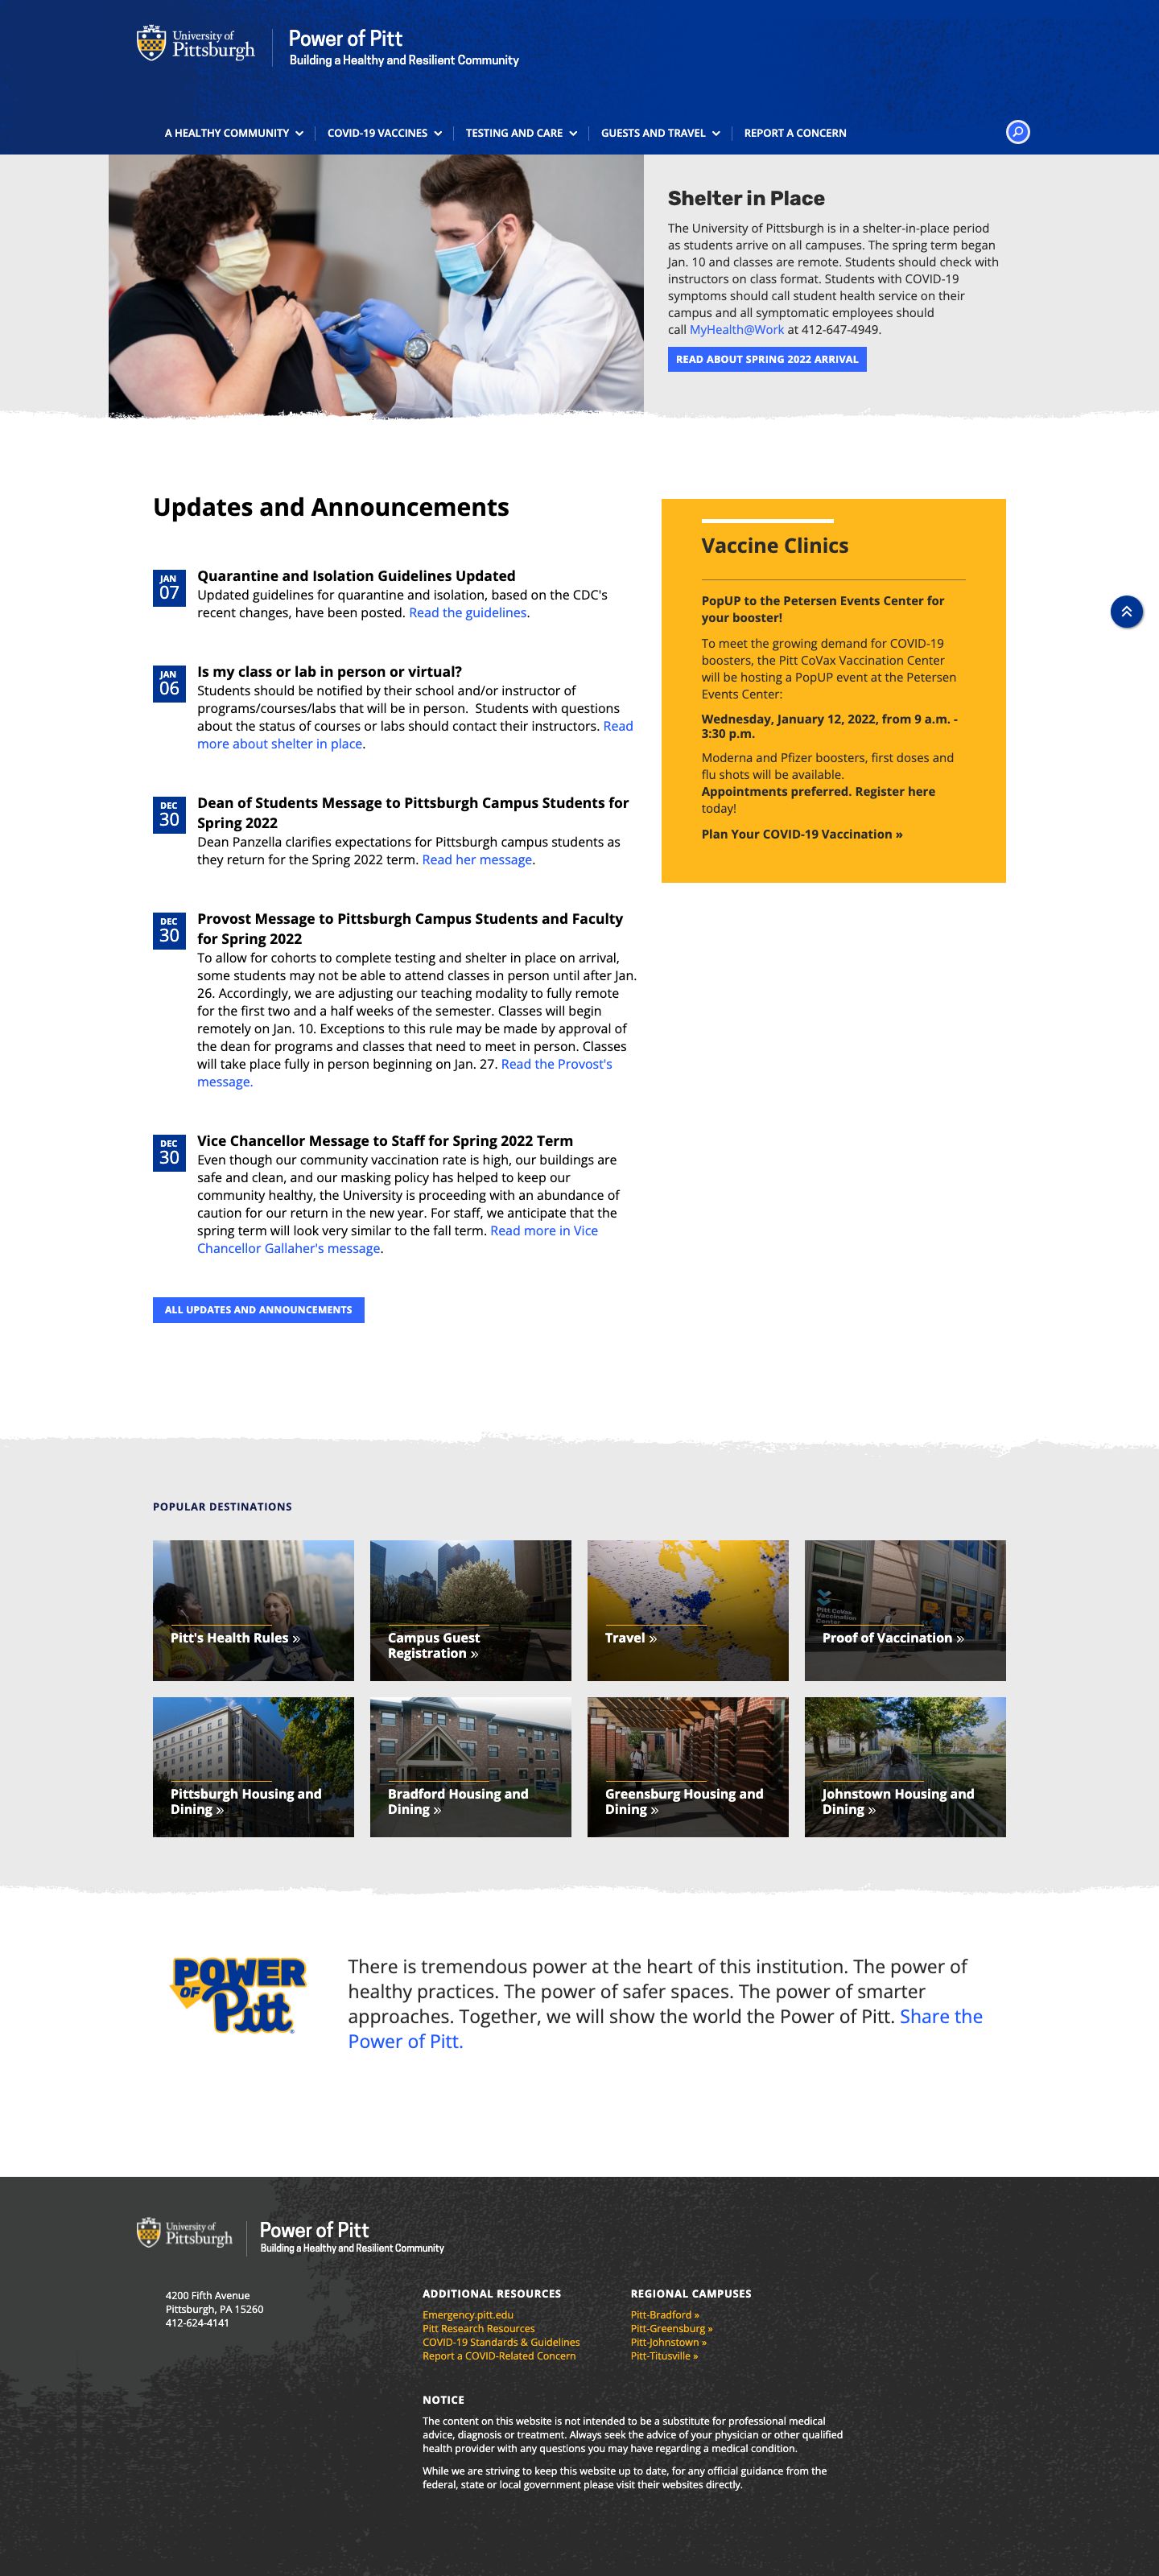 University of
Pittsburgh
Power of Pitt
Building a Healthy and Resilient Community
A HEALTHY COMMUNITY
COVID-19 VACCINES
TESTING AND CARE
GUESTS AND TRAVEL
REPORT A CONCERN
Shelter in Place
The University of Pittsburgh is in a shelter-in-place period
as students arrive on all campuses. The spring term began
Jan. 10 and classes are remote. Students should check with
instructors on class format. Students with COVID-19
symptoms should call student health service on their
campus and all symptomatic employees should
call MyHealth@Work at 412-647-4949.
READ ABOUT SPRING 2022 ARRIVAL
Updates and Announcements
JAN
07
Quarantine and Isolation Guidelines Updated
Updated guidelines for quarantine and isolation, based on the CDC's
recent changes, have been posted. Read the guidelines.
JAN
06
Is my class or lab in person or virtual?
Students should be notified by their school and/or instructor of
programs/courses/labs that will be in person.  Students with questions
about the status of courses or labs should contact their instructors. Read
more about shelter in place.
DEC
30
Dean of Students Message to Pittsburgh Campus Students for
Spring 2022
Dean Panzella clarifies expectations for Pittsburgh campus students as
they return for the Spring 2022 term. Read her message.
DEC
30
Provost Message to Pittsburgh Campus Students and Faculty
for Spring 2022
To allow for cohorts to complete testing and shelter in place on arrival,
some students may not be able to attend classes in person until after Jan.
26. Accordingly, we are adjusting our teaching modality to fully remote
for the first two and a half weeks of the semester. Classes will begin
remotely on Jan. 10. Exceptions to this rule may be made by approval of
the dean for programs and classes that need to meet in person. Classes
will take place fully in person beginning on Jan. 27. Read the Provost's
message.
DEC
30
Vice Chancellor Message to Staff for Spring 2022 Term
Even though our community vaccination rate is high, our buildings are
safe and clean, and our masking policy has helped to keep our
community healthy, the University is proceeding with an abundance of
caution for our return in the new year. For staff, we anticipate that the
spring term will look very similar to the fall term. Read more in Vice
Chancellor Gallaher's message.
ALL UPDATES AND ANNOUNCEMENTS
Vaccine Clinics
PopUP to the Petersen Events Center for
your booster!
To meet the growing demand for COVID-19
boosters, the Pitt CoVax Vaccination Center
will be hosting a PopUP event at the Petersen
Events Center:
Wednesday, January 12, 2022, from 9 a.m. -
3:30 p.m.
Moderna and Pfizer boosters, first doses and
flu shots will be available.
Appointments preferred. Register here
today!
Plan Your COVID-19 Vaccination »
POPULAR DESTINATIONS
Pitt's Health Rules »
Campus Guest
Registration »
Travel »
Pitt CoVax
Vaccination
Center
Proof of Vaccination »
Pittsburgh Housing and
Dining »
Bradford Housing and
Dining »
Greensburg Housing and
Dining »
Johnstown Housing and
Dining »
POWER
OF
Pitt
There is tremendous power at the heart of this institution. The power of
healthy practices. The power of safer spaces. The power of smarter
approaches. Together, we will show the world the Power of Pitt. Share the
Power of Pitt.
University of
Pittsburgh
Power of Pitt
Building a Healthy and Resilient Community
4200 Fifth Avenue
Pittsburgh, PA 15260
412-624-4141
ADDITIONAL RESOURCES
Emergency.pitt.edu
Pitt Research Resources
COVID-19 Standards & Guidelines
Report a COVID-Related Concern
REGIONAL CAMPUSES
Pitt-Bradford »
Pitt-Greensburg »
Pitt-Johnstown »
Pitt-Titusville »
NOTICE
The content on this website is not intended to be a substitute for professional medical
advice, diagnosis or treatment. Always seek the advice of your physician or other qualified
health provider with any questions you may have regarding a medical condition.
While we are striving to keep this website up to date, for any official guidance from the
federal, state or local government please visit their websites directly.